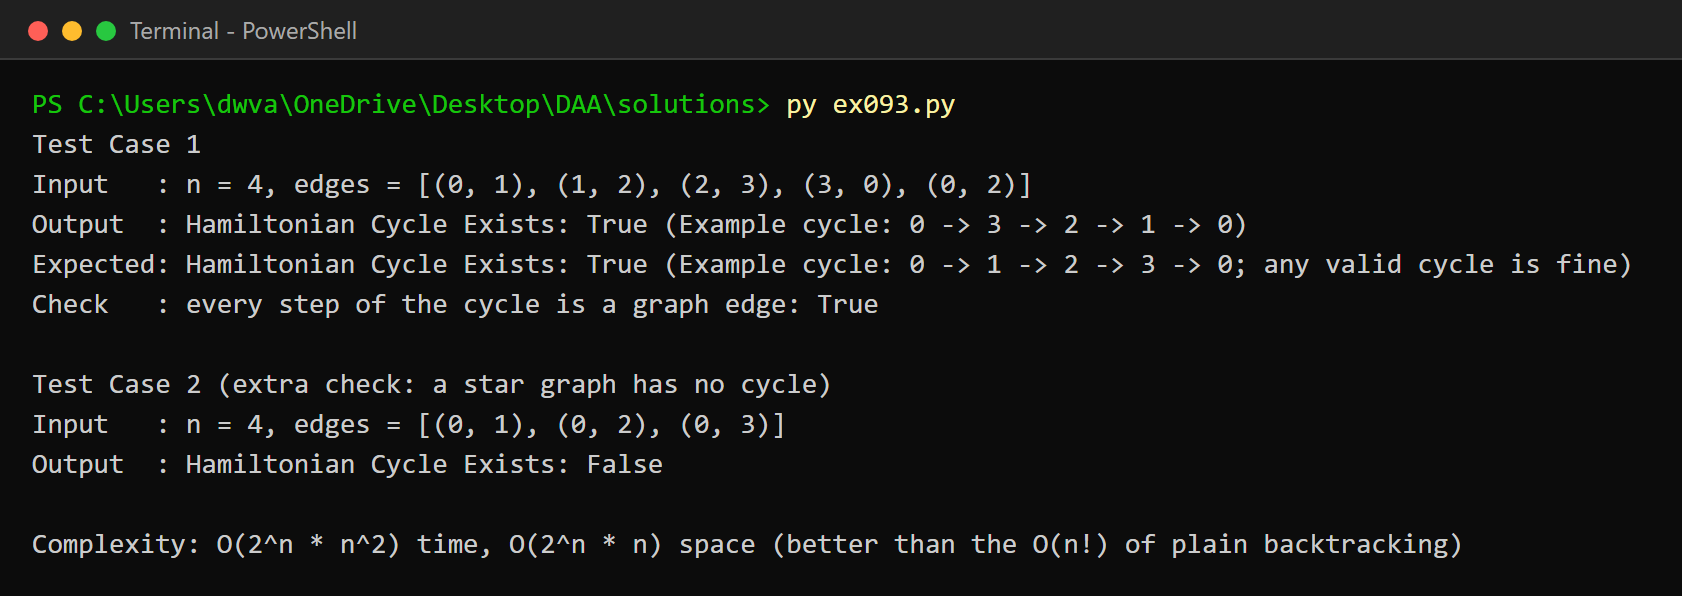 Terminal - PowerShell
PS C:\Users\dwva\OneDrive\Desktop\DAA\solutions> py ex093.py
Test Case 1
Input   : n = 4, edges = [(0, 1), (1, 2), (2, 3), (3, 0), (0, 2)]
Output  : Hamiltonian Cycle Exists: True (Example cycle: 0 -> 3 -> 2 -> 1 -> 0)
Expected: Hamiltonian Cycle Exists: True (Example cycle: 0 -> 1 -> 2 -> 3 -> 0; any valid cycle is fine)
Check   : every step of the cycle is a graph edge: True
Test Case 2 (extra check: a star graph has no cycle)
Input   : n = 4, edges = [(0, 1), (0, 2), (0, 3)]
Output  : Hamiltonian Cycle Exists: False
Complexity: O(2^n * n^2) time, O(2^n * n) space (better than the O(n!) of plain backtracking)